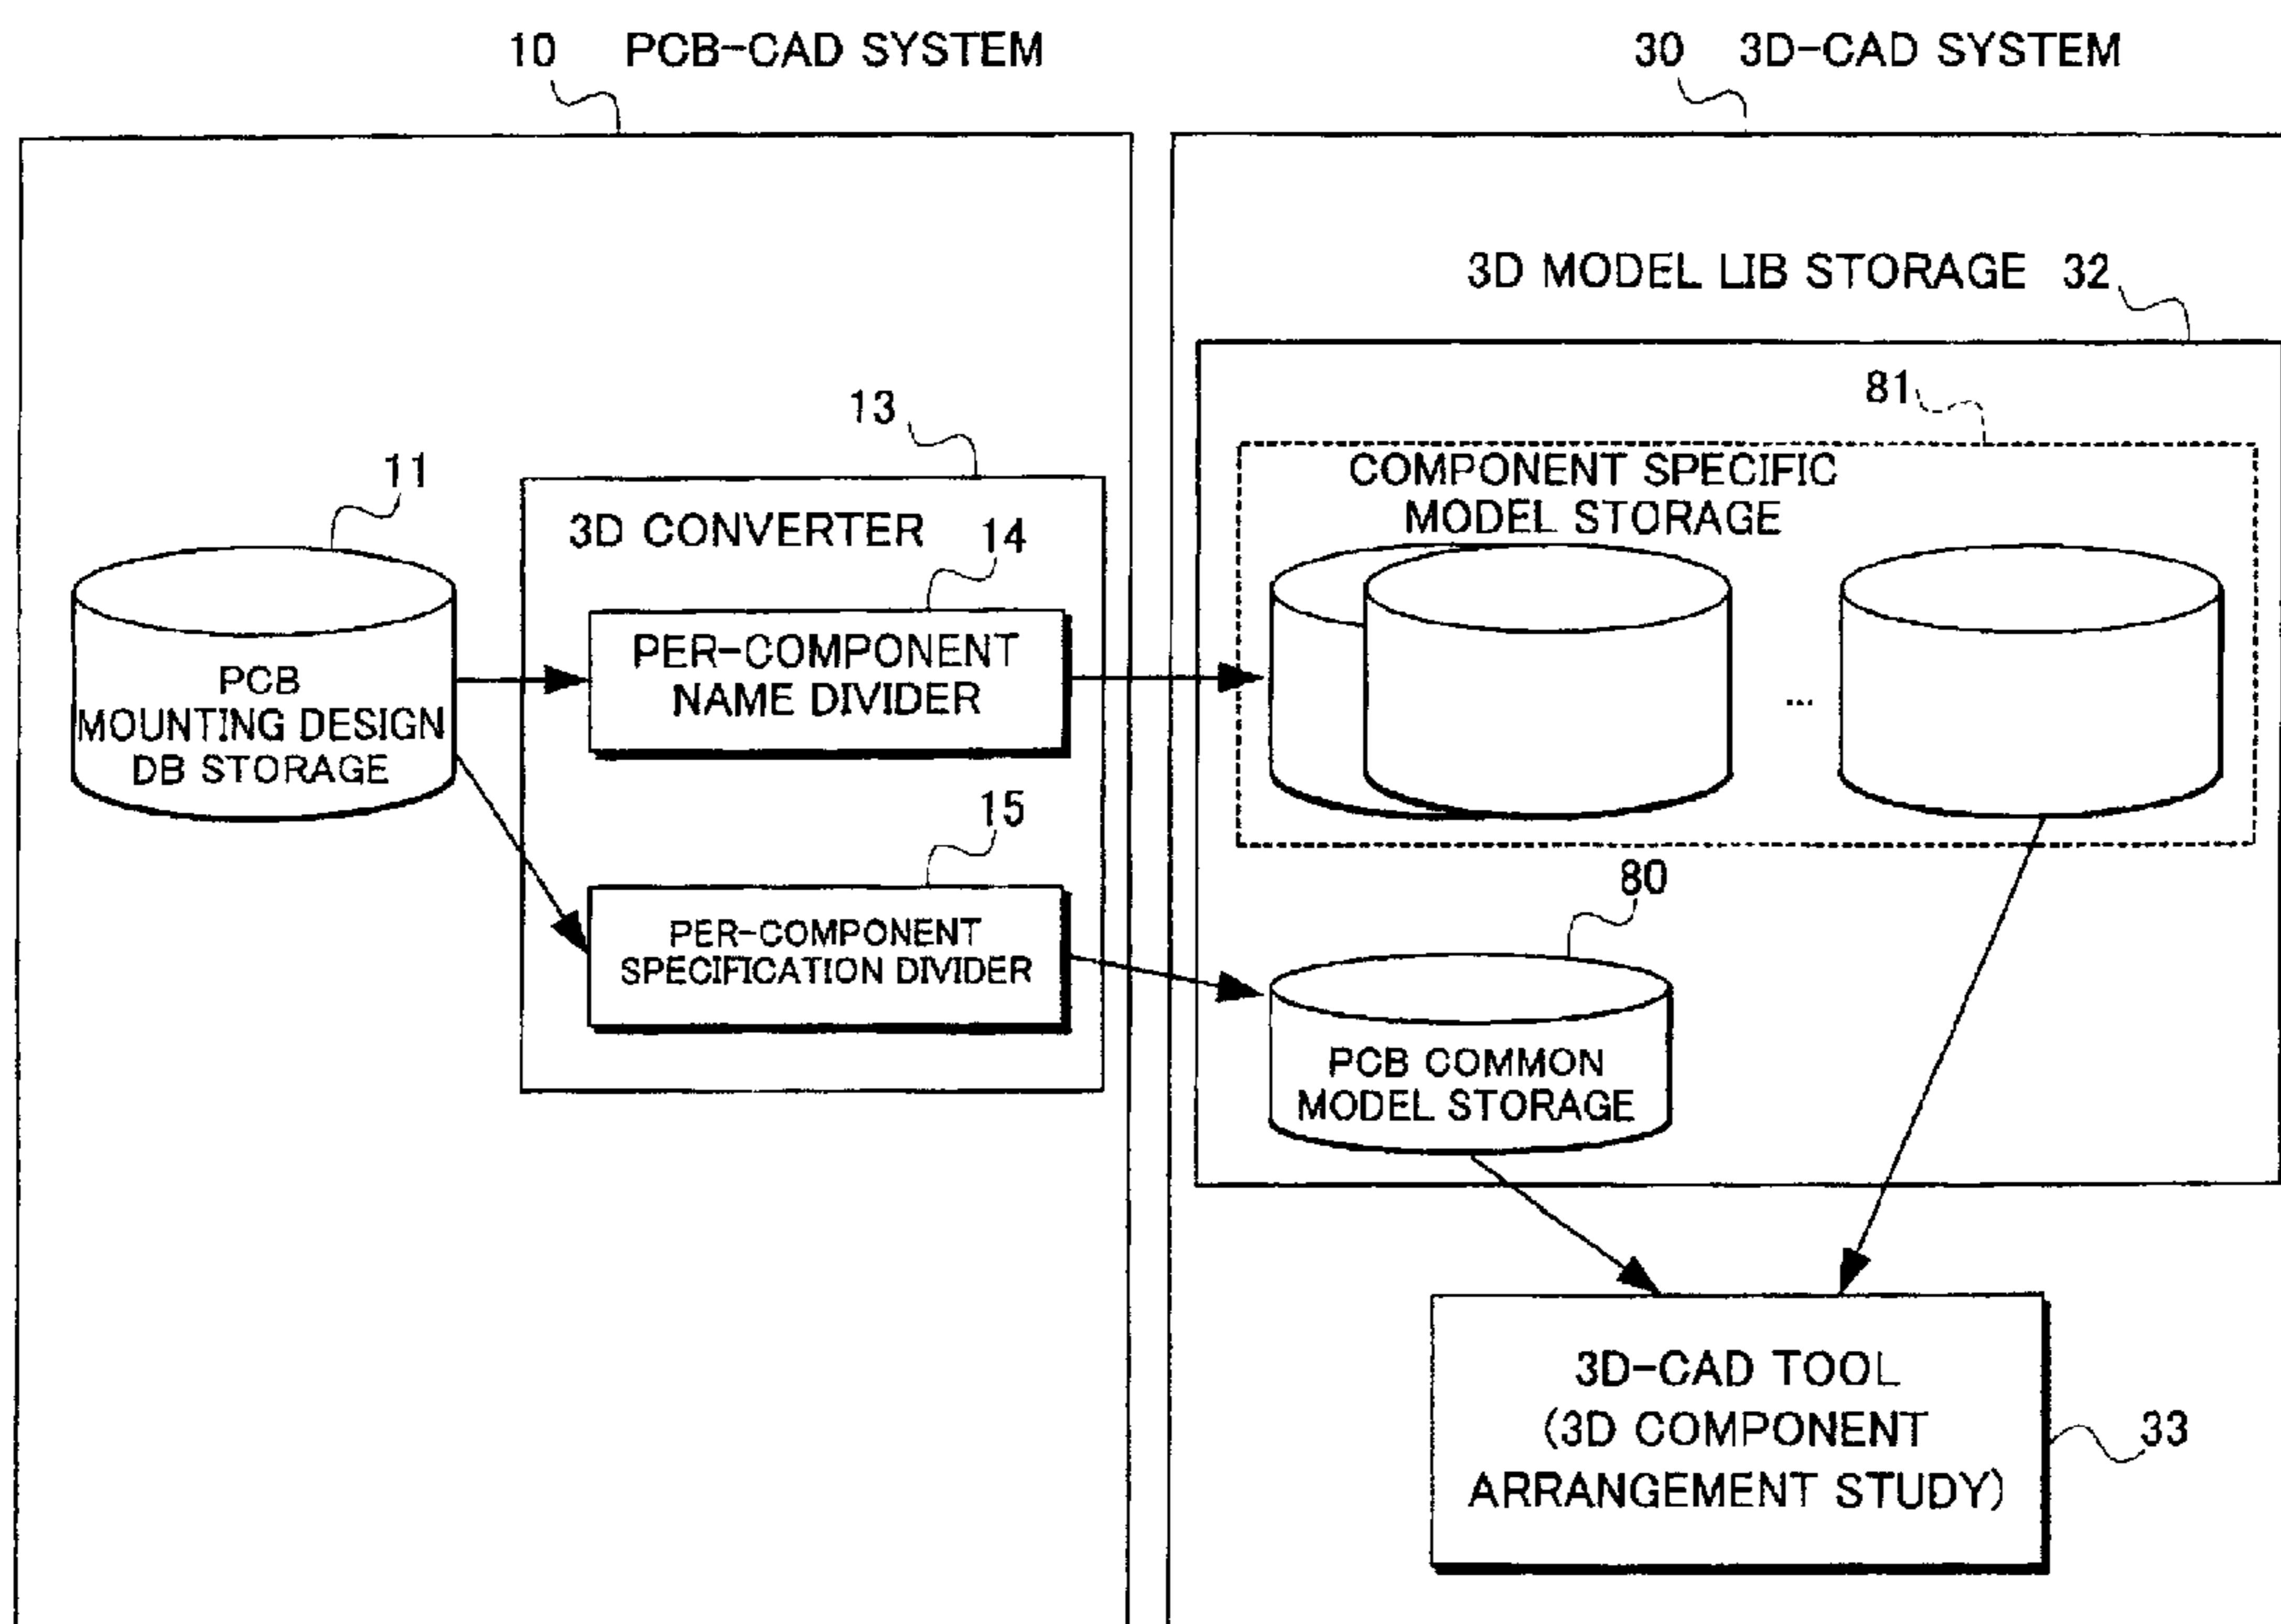 10 PCB-CAD SYSTEM
30 3D-CAD SYSTEM
3D MODEL LIB STORAGE 32
13
81
11
3D CONVERTER
14
COMPONENT SPECIFIC
MODEL STORAGE
PCB
MOUNTING DESIGN
DB STORAGE
PER-COMPONENT
NAME DIVIDER
...
15
PER-COMPONENT
SPECIFICATION DIVIDER
80
PCB COMMON
MODEL STORAGE
3D-CAD TOOL
(3D COMPONENT
ARRANGEMENT STUDY)
33